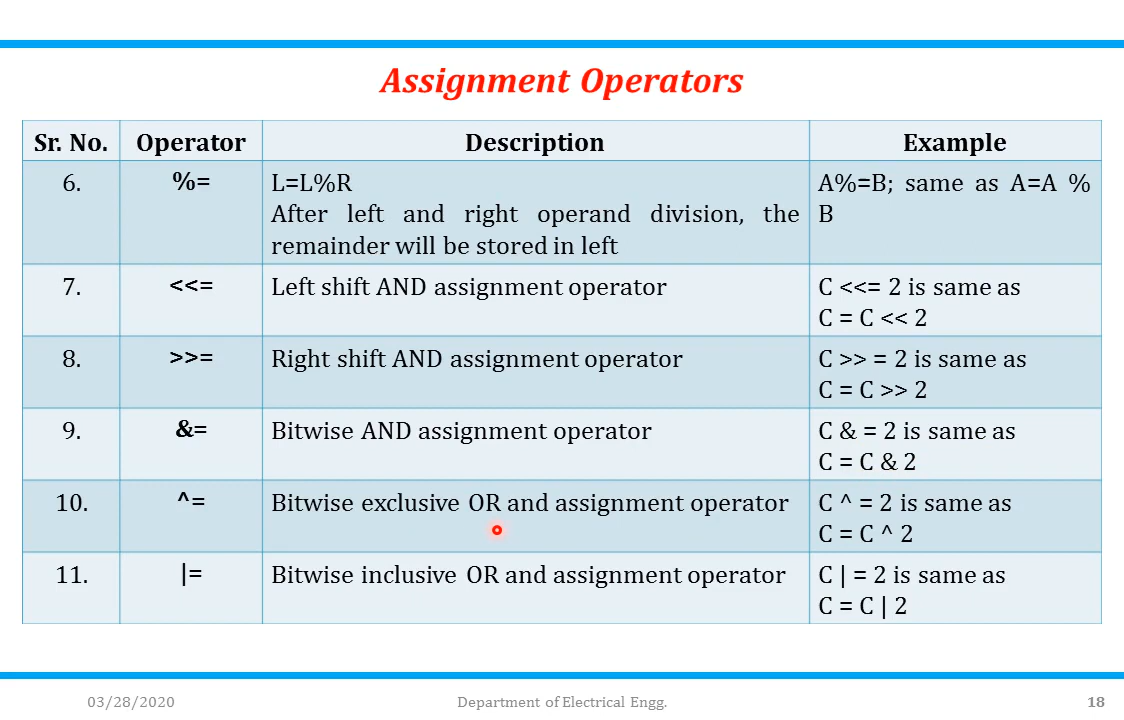 Assignment Operators
Sr. No. Operator Description Example
6. %= L=L%R A%=B; same as A=A %
After left and right operand division, the B
remainder will be stored in left
7. <<= Left shift AND assignment operator C <<= 2 is same as
C = C << 2
8. >>= Right shift AND assignment operator C >> = 2 is same as
C = C >> 2
9. &= Bitwise AND assignment operator C & = 2 is same as
C = C & 2
10. ^= Bitwise exclusive OR and assignment operator C ^ = 2 is same as
C = C ^ 2
11. |= Bitwise inclusive OR and assignment operator C | = 2 is same as
C = C | 2
03/28/2020 Department of Electrical Engg. 18